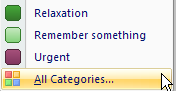 Relaxation
Remember something
Urgent
All Categories...